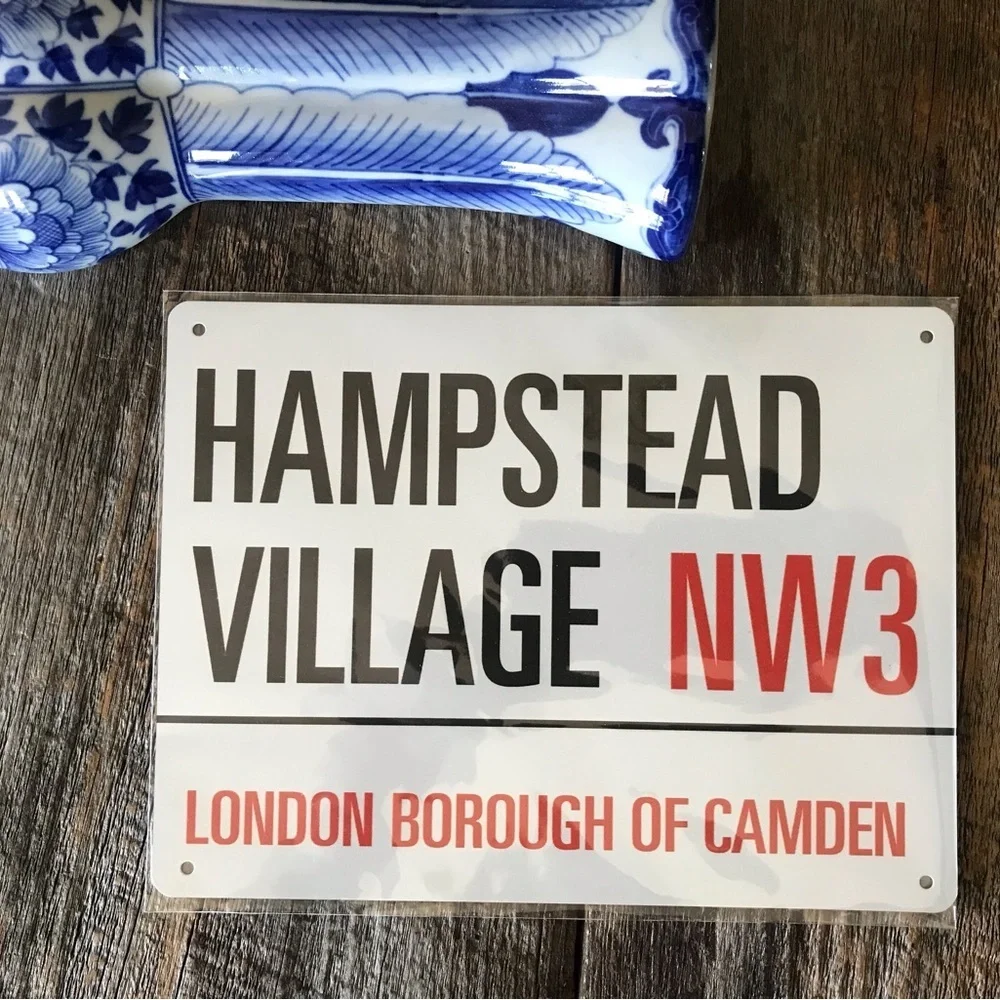 HAMPSTEAD
VILLAGE NW3
LONDON BOROUGH OF CAMDEN